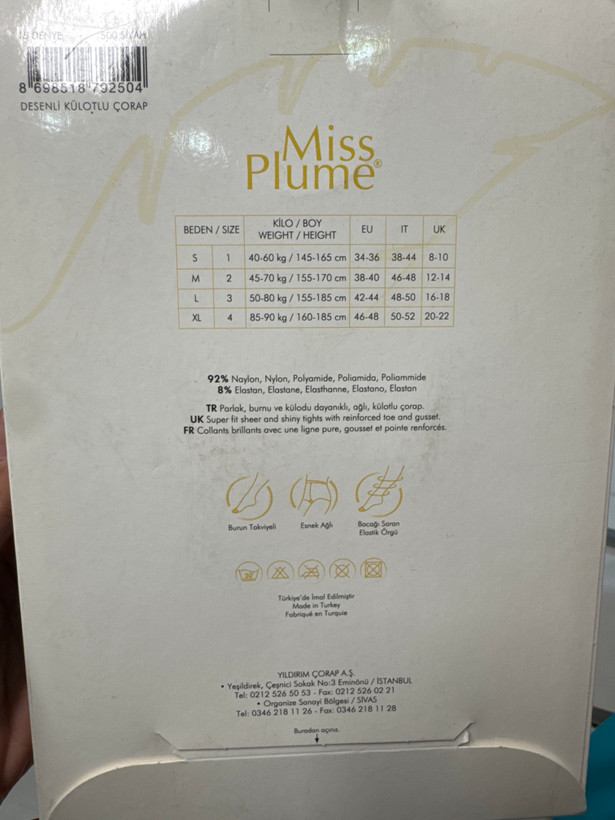 15 DENYE 500 SİYAH
8 698518 792504
DESENLİ KÜLOTLU ÇORAP
Miss
Plume®
BEDEN / SIZE KİLO / BOY WEIGHT / HEIGHT EU IT UK
S 1 40-60 kg / 145-165 cm 34-36 38-44 8-10
M 2 45-70 kg / 155-170 cm 38-40 46-48 12-14
L 3 50-80 kg / 155-185 cm 42-44 48-50 16-18
XL 4 85-90 kg / 160-185 cm 46-48 50-52 20-22
92% Naylon, Nylon, Polyamide, Poliamida, Poliammide
8% Elastan, Elastane, Elasthanne, Elastano, Elastan
TR Parlak, burnu ve külodu dayanıklı, ağlı, külotlu çorap.
UK Super fit sheer and shiny tights with reinforced toe and gusset.
FR Collants brillants avec une ligne pure, gousset et pointe renforcés.
Burun Takviyeli Esnek Ağlı Bacağı Saran
Elastik Örgü
Türkiye'de İmal Edilmiştir
Made in Turkey
Fabriqué en Turquie
YILDIRIM ÇORAP A.Ş.
• Yeşildirek, Çeşnici Sokak No:3 Eminönü / İSTANBUL
Tel: 0212 526 50 53 - Fax: 0212 526 02 21
• Organize Sanayi Bölgesi / SİVAS
Tel: 0346 218 11 26 - Fax: 0346 218 11 28
Buradan açınız.